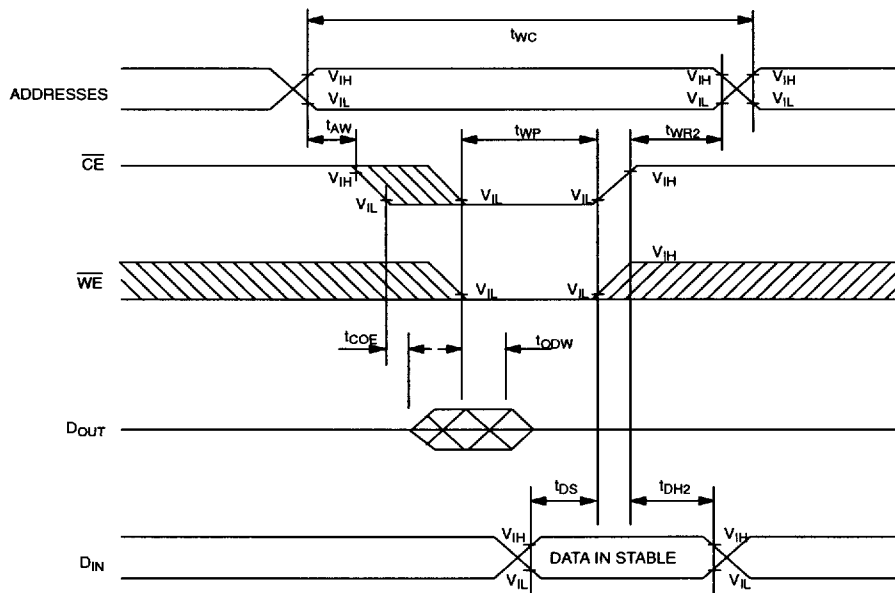 tWC
ADDRESSES
VIH VIH VIH
VIL VIL VIL
tAW tWP tWR2
CE
VIH VIH
VIL VIL VIL
VIH
WE
VIL VIL
tCOE tODW
DOUT
tDS tDH2
VIH VIH
DIN DATA IN STABLE
VIL VIL